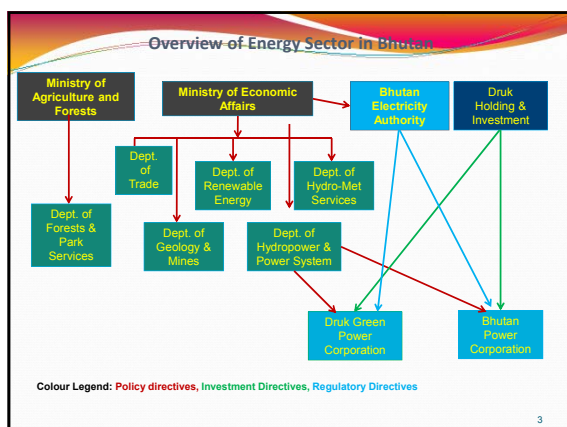 Overview of Energy Sector in Bhutan
Ministry of
Agriculture and
Forests
Ministry of Economic
Affairs
Bhutan
Electricity
Authority
Druk
Holding &
Investment
Dept.
of
Trade
Dept. of
Renewable
Energy
Dept. of
Hydro-Met
Services
Dept. of
Forests &
Park
Services
Dept. of
Geology &
Mines
Dept. of
Hydropower &
Power System
Druk Green
Power
Corporation
Bhutan
Power
Corporation
Colour Legend: Policy directives, Investment Directives, Regulatory Directives
3